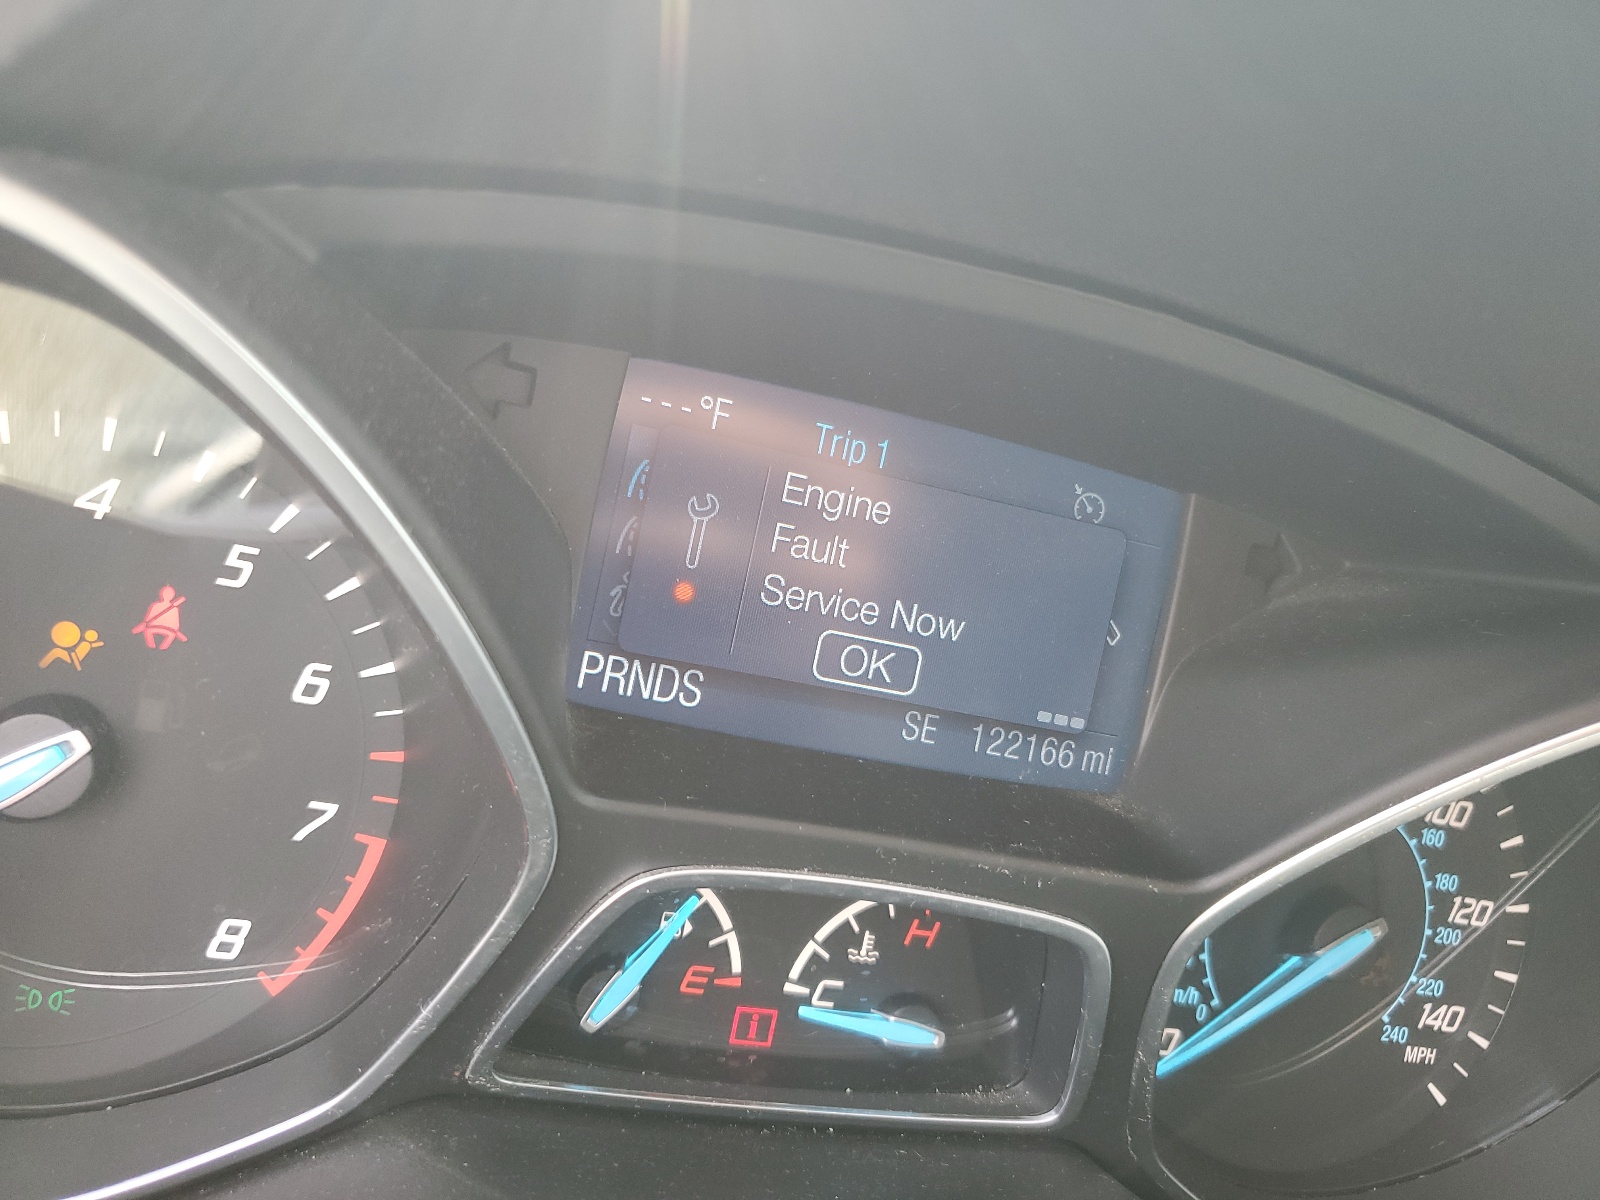 ---°F
Trip 1
Engine
Fault
Service Now
OK
PRNDS
SE 122166 mi
4
5
6
7
8
E
C
H
i
100
160
180
120
200
220
140
240
MPH
0